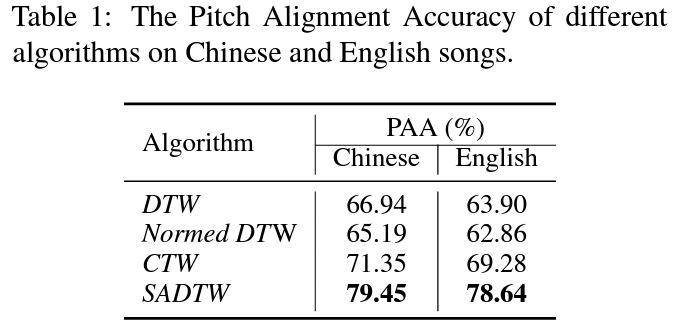 Table 1: The Pitch Alignment Accuracy of different
algorithms on Chinese and English songs.
Algorithm PAA (%)
Chinese English
DTW 66.94 63.90
Normed DTW 65.19 62.86
CTW 71.35 69.28
SADTW 79.45 78.64